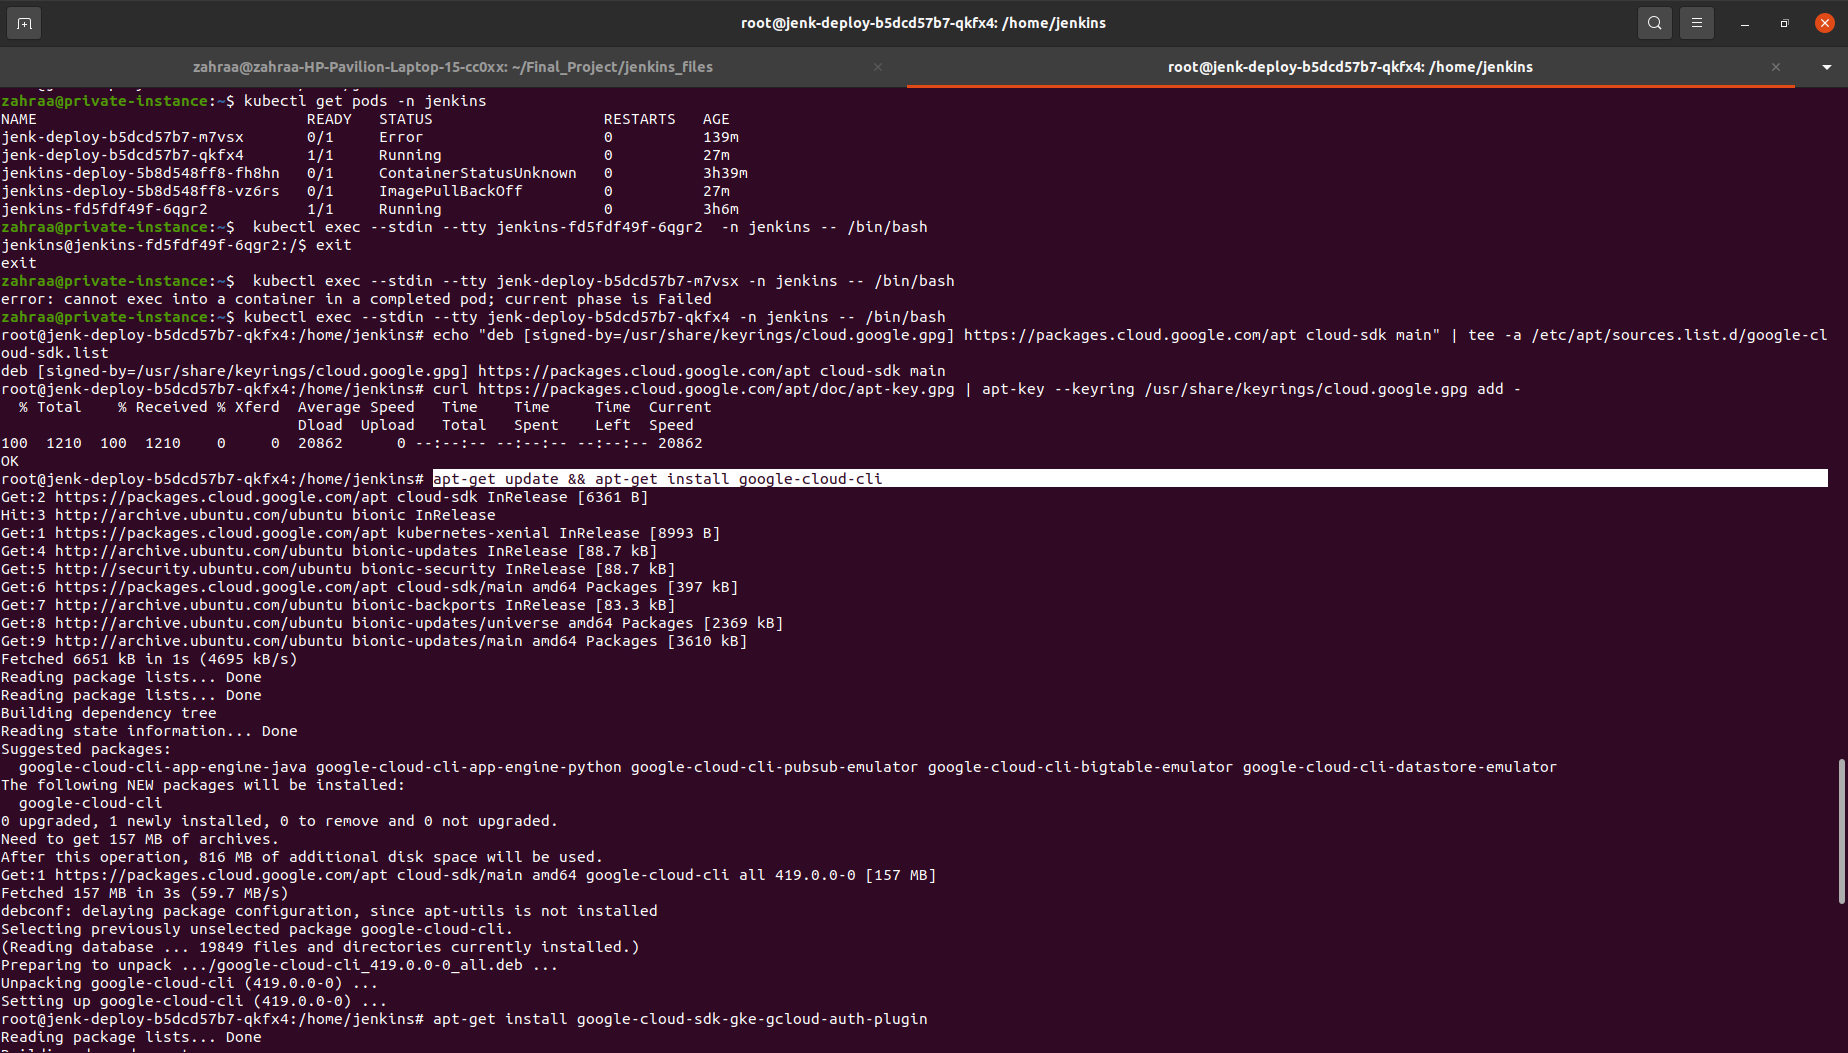 root@jenk-deploy-b5dcd57b7-qkfx4: /home/jenkins
zahraa@zahraa-HP-Pavilion-Laptop-15-cc0xx: ~/Final_Project/jenkins_files
root@jenk-deploy-b5dcd57b7-qkfx4: /home/jenkins
zahraa@private-instance:~$ kubectl get pods -n jenkins
NAME READY STATUS RESTARTS AGE
jenk-deploy-b5dcd57b7-m7vsx 0/1 Error 0 139m
jenk-deploy-b5dcd57b7-qkfx4 1/1 Running 0 27m
jenkins-deploy-5b8d548ff8-fh8hn 0/1 ContainerStatusUnknown 0 3h39m
jenkins-deploy-5b8d548ff8-vz6rs 0/1 ImagePullBackOff 0 27m
jenkins-fd5fdf49f-6qgr2 1/1 Running 0 3h6m
zahraa@private-instance:~$  kubectl exec --stdin --tty jenkins-fd5fdf49f-6qgr2  -n jenkins -- /bin/bash
jenkins@jenkins-fd5fdf49f-6qgr2:/$ exit
exit
zahraa@private-instance:~$  kubectl exec --stdin --tty jenk-deploy-b5dcd57b7-m7vsx -n jenkins -- /bin/bash
error: cannot exec into a container in a completed pod; current phase is Failed
zahraa@private-instance:~$ kubectl exec --stdin --tty jenk-deploy-b5dcd57b7-qkfx4 -n jenkins -- /bin/bash
root@jenk-deploy-b5dcd57b7-qkfx4:/home/jenkins# echo "deb [signed-by=/usr/share/keyrings/cloud.google.gpg] https://packages.cloud.google.com/apt cloud-sdk main" | tee -a /etc/apt/sources.list.d/google-cl
oud-sdk.list
deb [signed-by=/usr/share/keyrings/cloud.google.gpg] https://packages.cloud.google.com/apt cloud-sdk main
root@jenk-deploy-b5dcd57b7-qkfx4:/home/jenkins# curl https://packages.cloud.google.com/apt/doc/apt-key.gpg | apt-key --keyring /usr/share/keyrings/cloud.google.gpg add -
% Total % Received % Xferd Average Speed Time Time Time Current
Dload Upload Total Spent Left Speed
100 1210 100 1210 0 0 20862 0 --:--:-- --:--:-- --:--:-- 20862
OK
root@jenk-deploy-b5dcd57b7-qkfx4:/home/jenkins# apt-get update && apt-get install google-cloud-cli
Get:2 https://packages.cloud.google.com/apt cloud-sdk InRelease [6361 B]
Hit:3 http://archive.ubuntu.com/ubuntu bionic InRelease
Get:1 https://packages.cloud.google.com/apt kubernetes-xenial InRelease [8993 B]
Get:4 http://archive.ubuntu.com/ubuntu bionic-updates InRelease [88.7 kB]
Get:5 http://security.ubuntu.com/ubuntu bionic-security InRelease [88.7 kB]
Get:6 https://packages.cloud.google.com/apt cloud-sdk/main amd64 Packages [397 kB]
Get:7 http://archive.ubuntu.com/ubuntu bionic-backports InRelease [83.3 kB]
Get:8 http://archive.ubuntu.com/ubuntu bionic-updates/universe amd64 Packages [2369 kB]
Get:9 http://archive.ubuntu.com/ubuntu bionic-updates/main amd64 Packages [3610 kB]
Fetched 6651 kB in 1s (4695 kB/s)
Reading package lists... Done
Reading package lists... Done
Building dependency tree
Reading state information... Done
Suggested packages:
google-cloud-cli-app-engine-java google-cloud-cli-app-engine-python google-cloud-cli-pubsub-emulator google-cloud-cli-bigtable-emulator google-cloud-cli-datastore-emulator
The following NEW packages will be installed:
google-cloud-cli
0 upgraded, 1 newly installed, 0 to remove and 0 not upgraded.
Need to get 157 MB of archives.
After this operation, 816 MB of additional disk space will be used.
Get:1 https://packages.cloud.google.com/apt cloud-sdk/main amd64 google-cloud-cli all 419.0.0-0 [157 MB]
Fetched 157 MB in 3s (59.7 MB/s)
debconf: delaying package configuration, since apt-utils is not installed
Selecting previously unselected package google-cloud-cli.
(Reading database ... 19849 files and directories currently installed.)
Preparing to unpack .../google-cloud-cli_419.0.0-0_all.deb ...
Unpacking google-cloud-cli (419.0.0-0) ...
Setting up google-cloud-cli (419.0.0-0) ...
root@jenk-deploy-b5dcd57b7-qkfx4:/home/jenkins# apt-get install google-cloud-sdk-gke-gcloud-auth-plugin
Reading package lists... Done